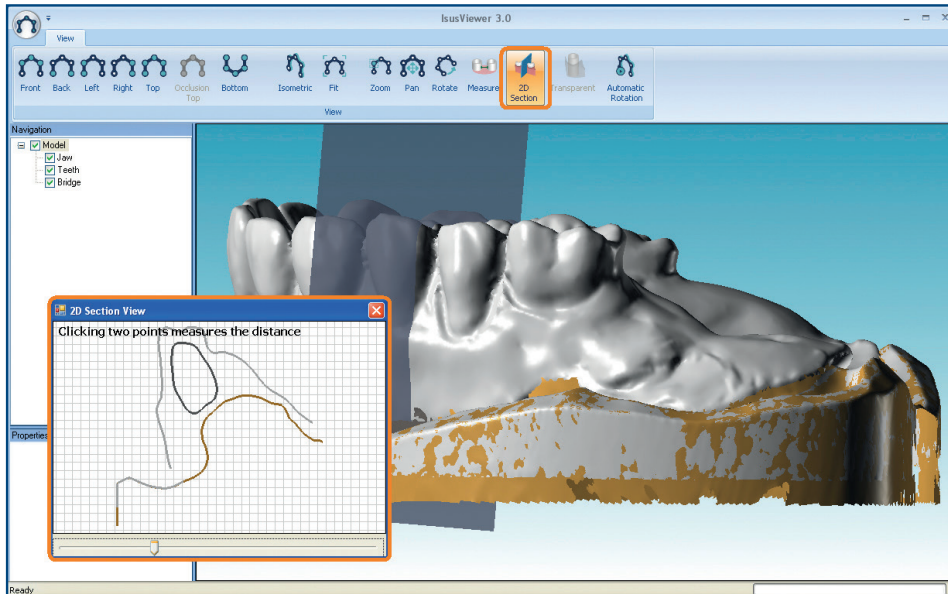 IsusViewer 3.0
View
Front Back Left Right Top Occlusion Top Bottom Isometric Fit Zoom Pan Rotate Measure 2D Section Transparent Automatic Rotation
View
Navigation
Model
Jaw
Teeth
Bridge
2D Section View
Clicking two points measures the distance
Properties
Ready